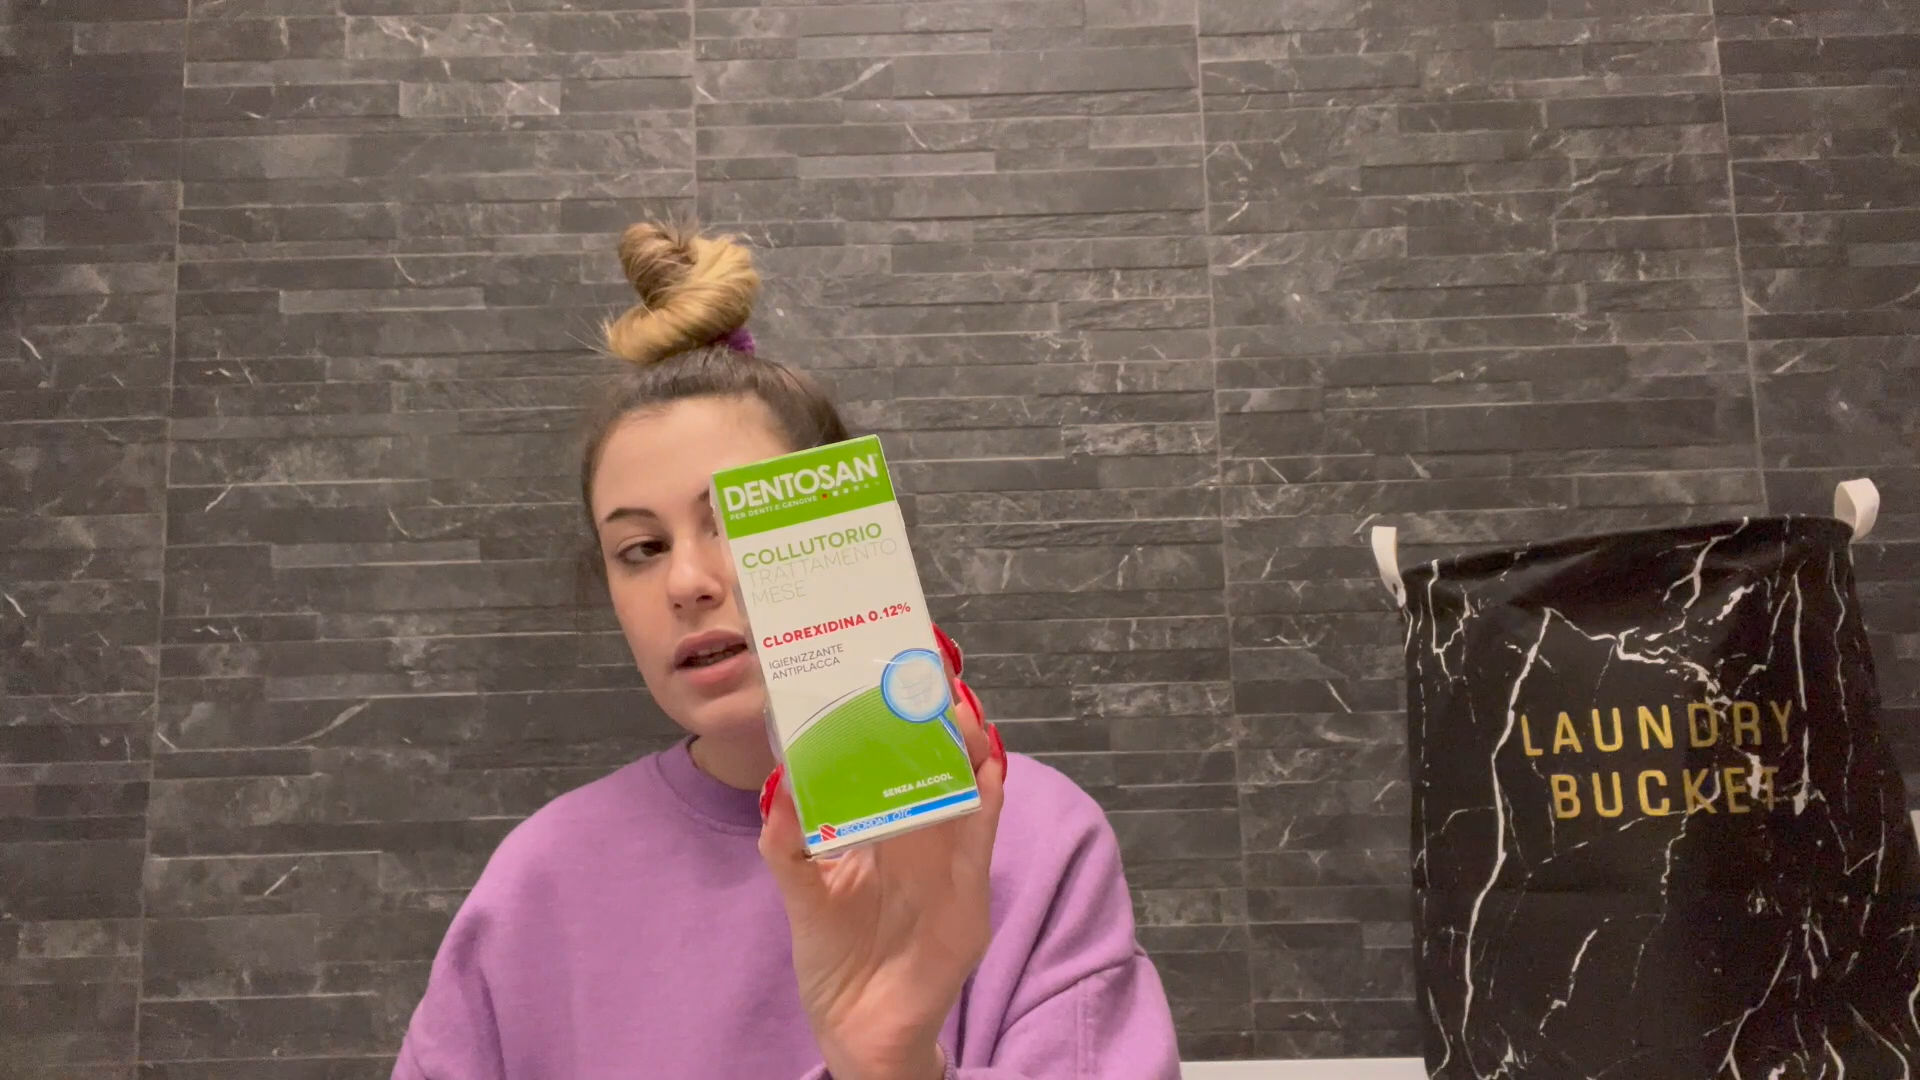 DENTOSAN
PER DENTI E GENGIVE
COLLUTORIO
TRATTAMENTO
MESE
CLOREXIDINA 0.12%
IGIENIZZANTE
ANTIPLACCA
SENZA ALCOOL
RECORDATI OTC
LAUNDRY
BUCKET